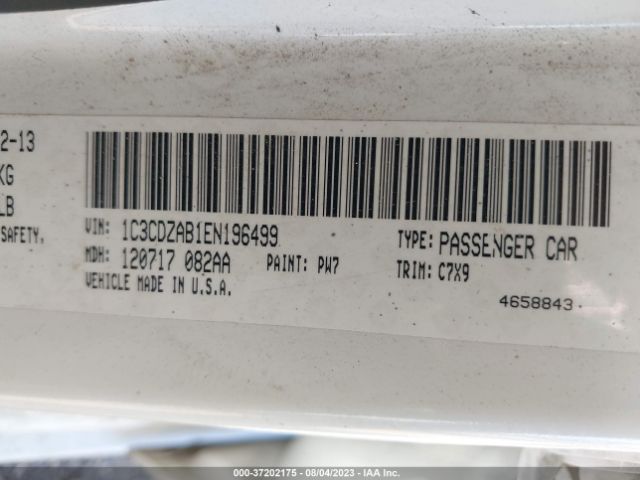 2-13
KG
LB
SAFETY,
VIN: 1C3CDZAB1EN196499 TYPE: PASSENGER CAR
MDH: 120717 082AA PAINT: PW7 TRIM: C7X9
VEHICLE MADE IN U.S.A.
4658843
000-37202175 - 08/04/2023 - © IAA Inc.